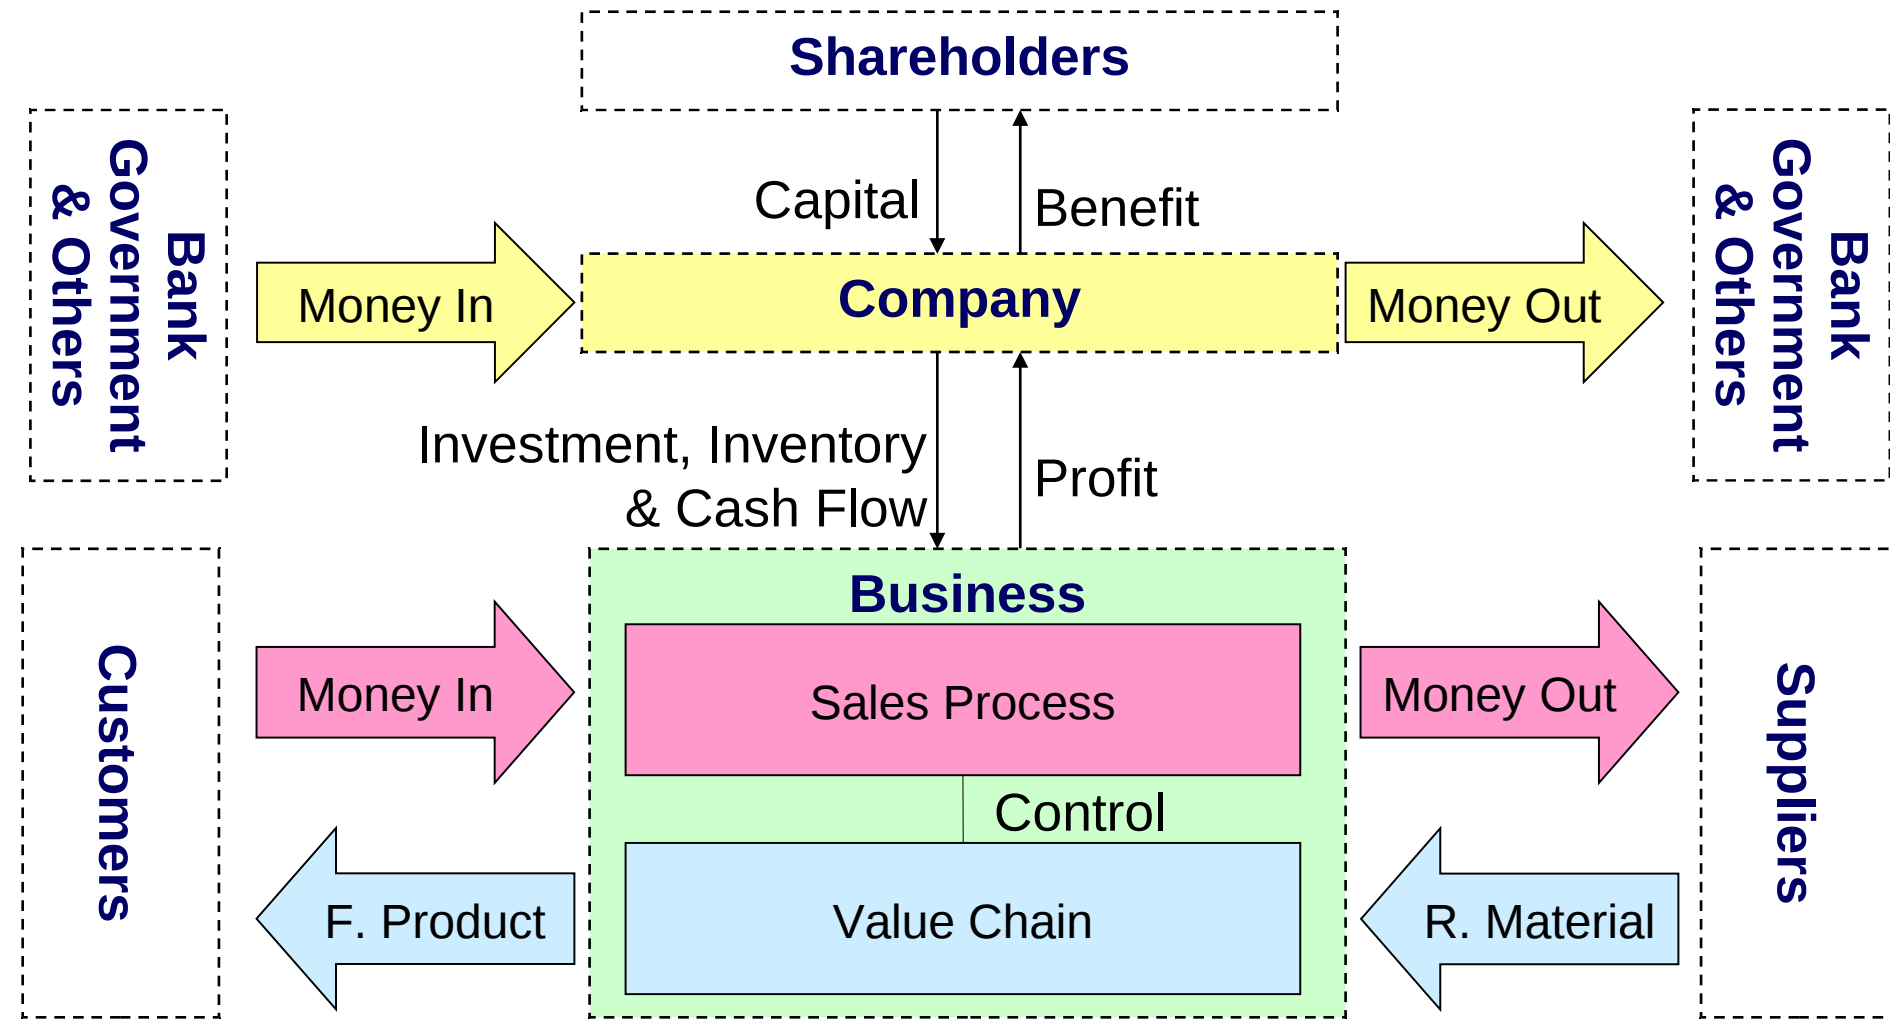 Shareholders
Bank
Government
& Others
Capital
Benefit
Bank
Government
& Others
Money In
Company
Money Out
Investment, Inventory
& Cash Flow
Profit
Customers
Business
Suppliers
Money In
Sales Process
Money Out
Control
F. Product
Value Chain
R. Material